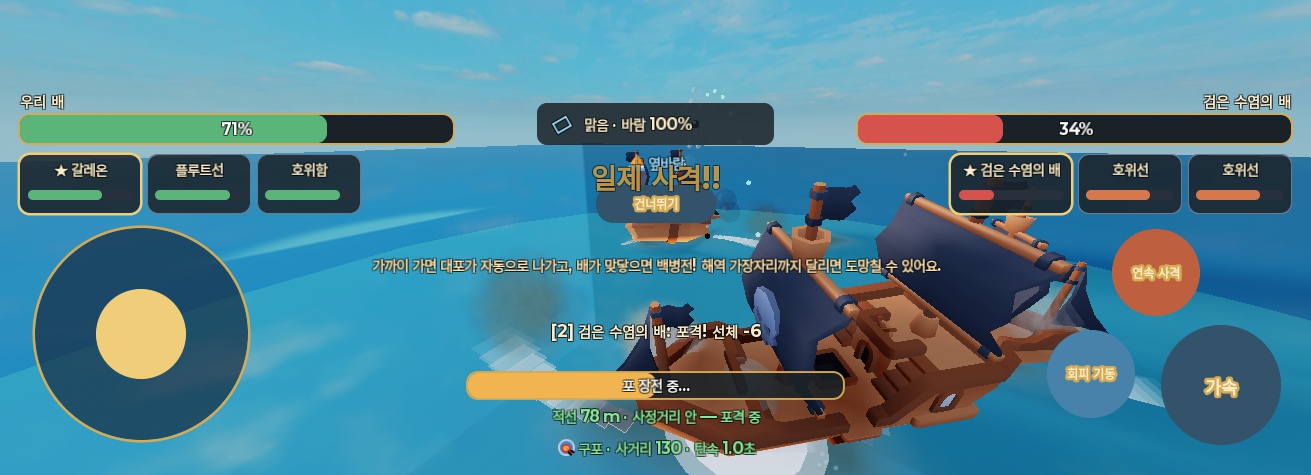 우리 배
검은 수염의 배
71%
맑음 · 바람 100%
34%
★ 갈레온
플루트선
호위함
옆바람
★ 검은 수염의 배
호위선
호위선
일제 사격!!
건너뛰기
가까이 가면 대포가 자동으로 나가고, 배가 맞닿으면 백병전! 해역 가장자리까지 달리면 도망칠 수 있어요.
연속 사격
[2] 검은 수염의 배: 포격! 선체 -6
회피 기동
가속
포 장전 중...
적선 78 m · 사정거리 안 — 포격 중
구포 · 사거리 130 · 탄속 1.0초